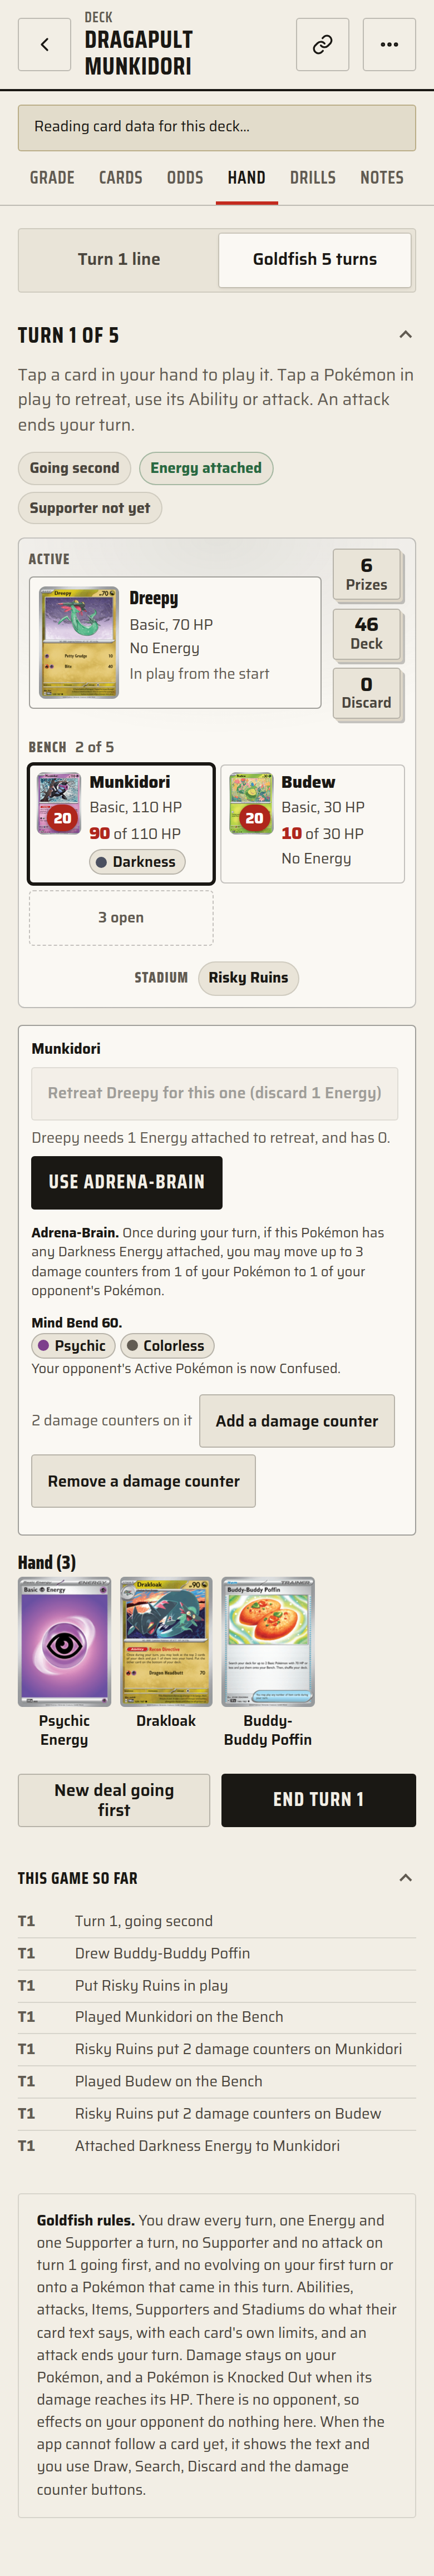 DECK
DRAGAPULT
MUNKIDORI
Reading card data for this deck...
GRADE CARDS ODDS HAND DRILLS NOTES
Turn 1 line Goldfish 5 turns
TURN 1 OF 5
Tap a card in your hand to play it. Tap a Pokémon in
play to retreat, use its Ability or attack. An attack
ends your turn.
Going second Energy attached
Supporter not yet
ACTIVE
Dreepy 70
Petty Grudge 10
Bite 40
Dreepy
Basic, 70 HP
No Energy
In play from the start
6
Prizes
46
Deck
0
Discard
BENCH 2 of 5
20
Munkidori
Basic, 110 HP
90 of 110 HP
Darkness
20
Budew
Basic, 30 HP
10 of 30 HP
No Energy
3 open
STADIUM Risky Ruins
Munkidori
Retreat Dreepy for this one (discard 1 Energy)
Dreepy needs 1 Energy attached to retreat, and has 0.
USE ADRENA-BRAIN
Adrena-Brain. Once during your turn, if this Pokémon has
any Darkness Energy attached, you may move up to 3
damage counters from 1 of your Pokémon to 1 of your
opponent's Pokémon.
Mind Bend 60.
Psychic Colorless
Your opponent's Active Pokémon is now Confused.
2 damage counters on it Add a damage counter
Remove a damage counter
Hand (3)
Basic Energy
Drakloak 90
Dragon Headbutt 70
Buddy-Buddy Poffin
Psychic
Energy
Drakloak
Buddy-
Buddy Poffin
New deal going
first
END TURN 1
THIS GAME SO FAR
T1 Turn 1, going second
T1 Drew Buddy-Buddy Poffin
T1 Put Risky Ruins in play
T1 Played Munkidori on the Bench
T1 Risky Ruins put 2 damage counters on Munkidori
T1 Played Budew on the Bench
T1 Risky Ruins put 2 damage counters on Budew
T1 Attached Darkness Energy to Munkidori
Goldfish rules. You draw every turn, one Energy and
one Supporter a turn, no Supporter and no attack on
turn 1 going first, and no evolving on your first turn or
onto a Pokémon that came in this turn. Abilities,
attacks, Items, Supporters and Stadiums do what their
card text says, with each card's own limits, and an
attack ends your turn. Damage stays on your
Pokémon, and a Pokémon is Knocked Out when its
damage reaches its HP. There is no opponent, so
effects on your opponent do nothing here. When the
app cannot follow a card yet, it shows the text and
you use Draw, Search, Discard and the damage
counter buttons.